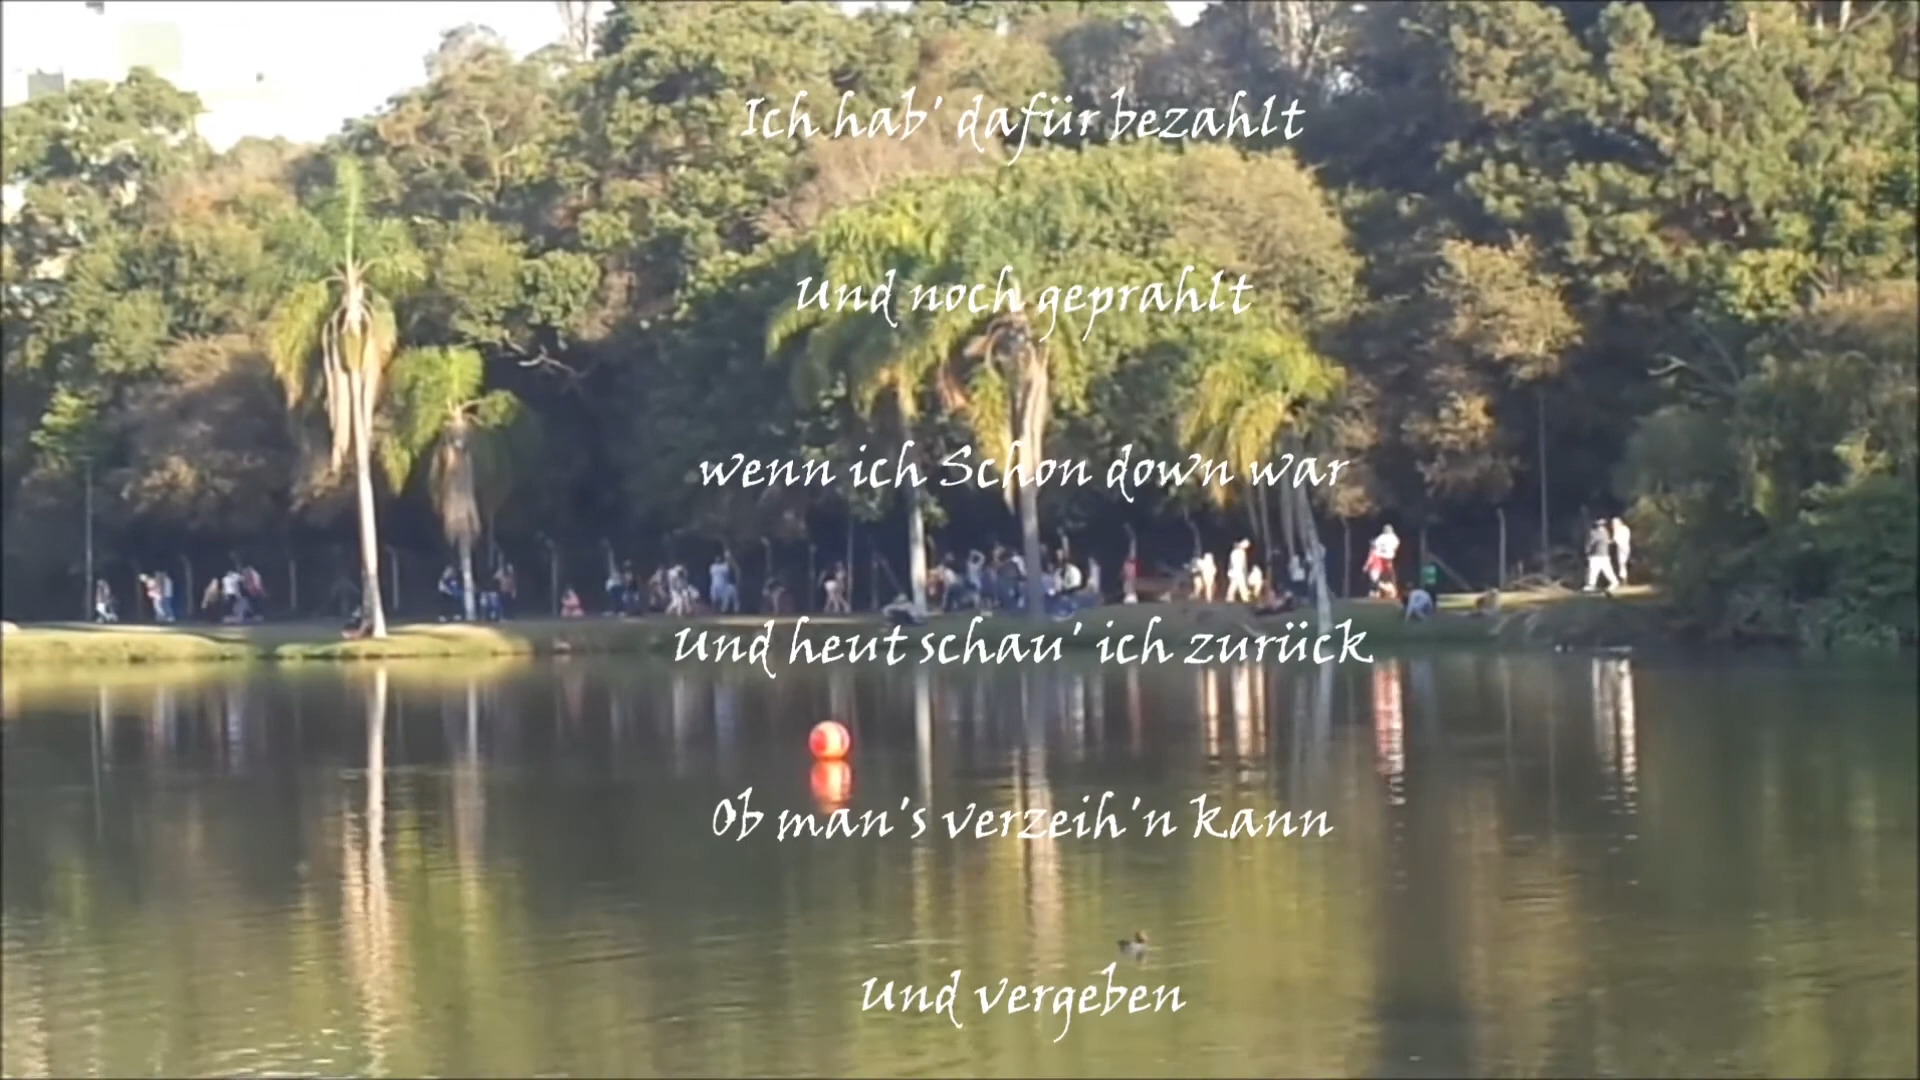 Ich hab' dafür bezahlt
Und noch geprahlt
wenn ich Schon down war
Und heut schau' ich zurück
Ob man's verzeih'n kann
Und vergeben